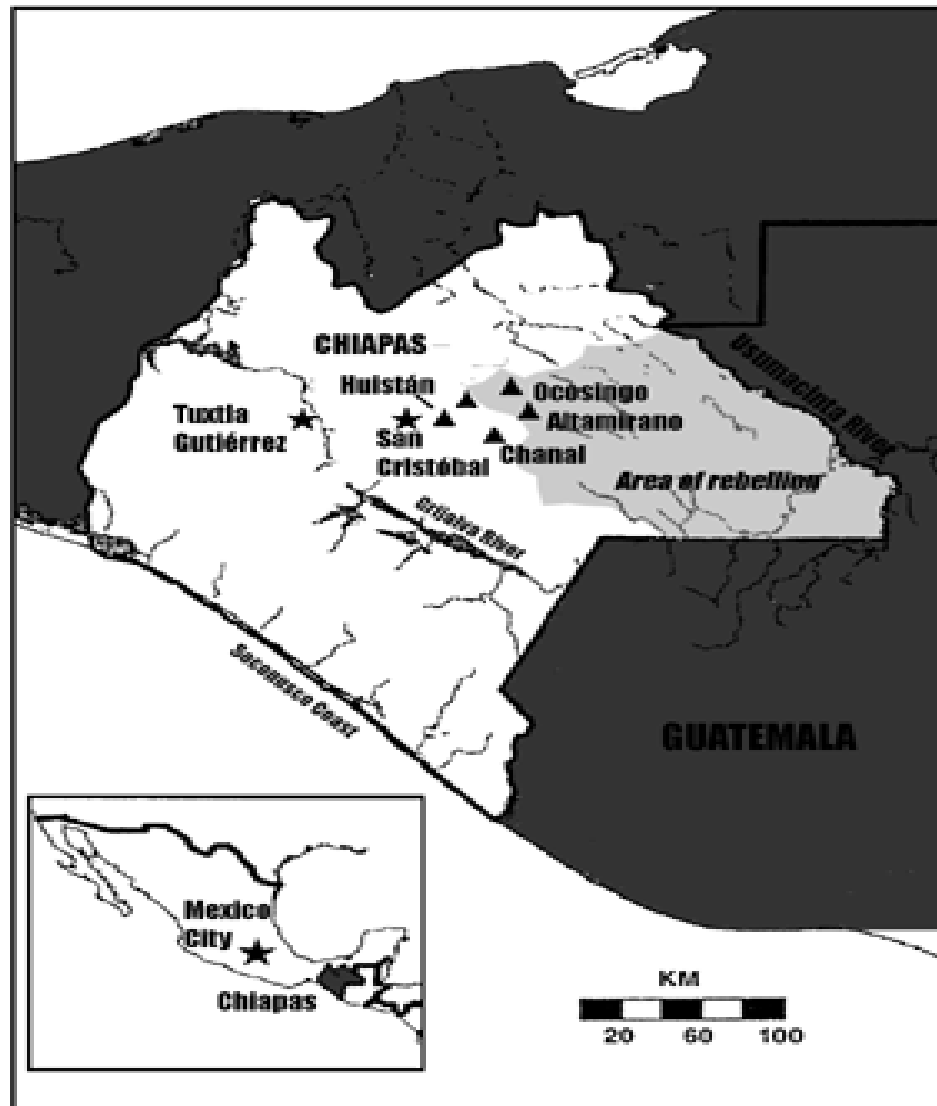 CHIAPAS
Huistán
Ocosingo
Tuxtla
Gutiérrez
Altamirano
San
Cristóbal
Chanal
Usumacinta River
Area of rebellion
Grijalva River
Soconusco Coast
GUATEMALA
Mexico
City
Chiapas
KM
20 60 100